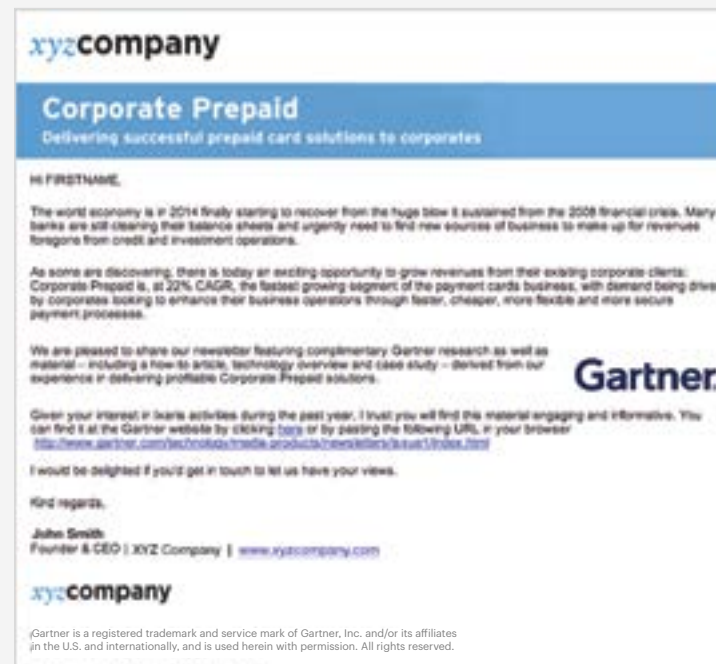 xyzcompany
Corporate Prepaid
Delivering successful prepaid card solutions to corporates
Hi FIRSTNAME,
The world economy is in 2014 finally starting to recover from the huge blow it sustained from the 2008 financial crisis. Many
banks are still cleaning their balance sheets and urgently need to find new sources of business to make up for revenues
foregone from credit and investment operations.
As some are discovering, there is today an exciting opportunity to grow revenues from their existing corporate clients:
Corporate Prepaid is, at 22% CAGR, the fastest growing segment of the payment cards business, with demand being drive
by corporates looking to enhance their business operations through faster, cheaper, more flexible and more secure
payment processes.
We are pleased to share our newsletter featuring complimentary Gartner research as well as
material – including a how to article, technology overview and case study – derived from our
experience in delivering profitable Corporate Prepaid solutions.
Gartner
Given your interest in activities during the past year, I trust you will find this material engaging and informative. You
can find it at the Gartner website by clicking here or by pasting the following URL in your browser
http://www.gartner.com/technology/media-products/newsletters/issue1/index.html
I would be delighted if you'd get in touch to let us have your views.
Kind regards,
John Smith
Founder & CEO | XYZ Company | www.xyzcompany.com
xyzcompany
Gartner is a registered trademark and service mark of Gartner, Inc. and/or its affiliates
in the U.S. and internationally, and is used herein with permission. All rights reserved.